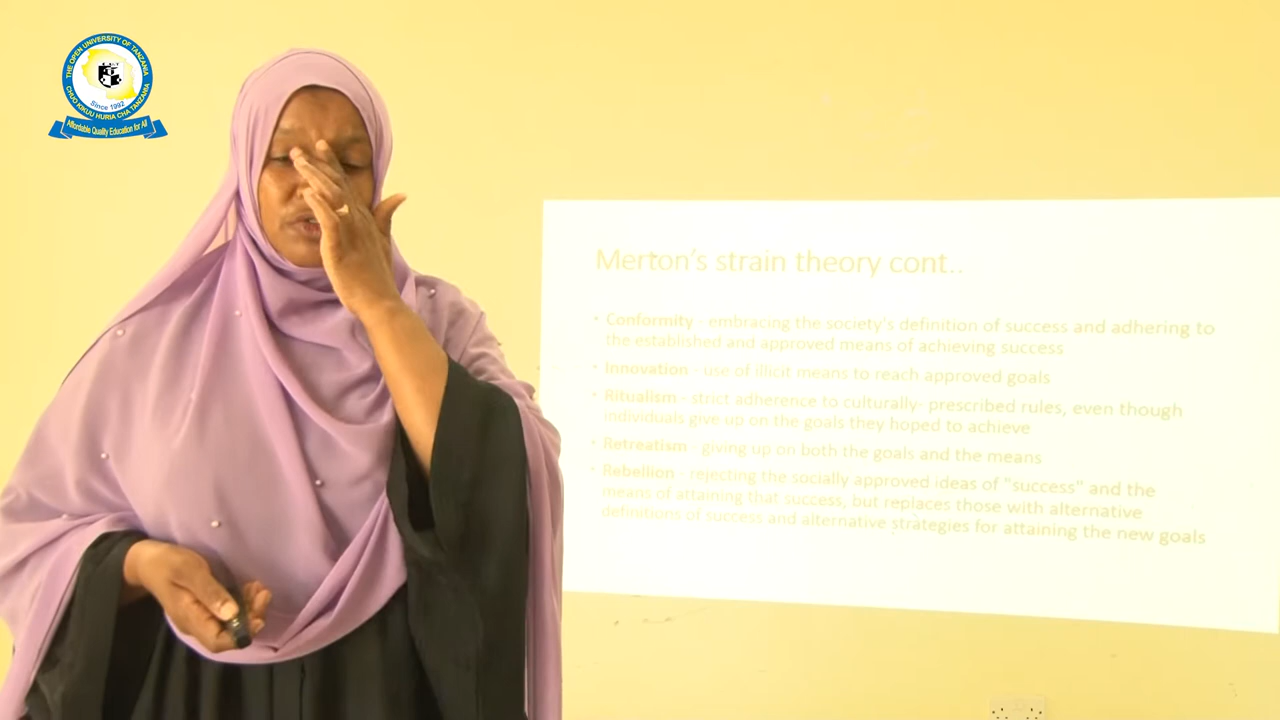 THE OPEN UNIVERSITY OF TANZANIA
CHUO KIKUU HURIA CHA TANZANIA
Since 1992
Affordable Quality Education for All
Merton's strain theory cont..
• Conformity - embracing the society's definition of success and adhering to
the established and approved means of achieving success
• Innovation - use of illicit means to reach approved goals
• Ritualism - strict adherence to culturally- prescribed rules, even though
individuals give up on the goals they hoped to achieve
• Retreatism - giving up on both the goals and the means
• Rebellion - rejecting the socially approved ideas of "success" and the
means of attaining that success, but replaces those with alternative
definitions of success and alternative strategies for attaining the new goals